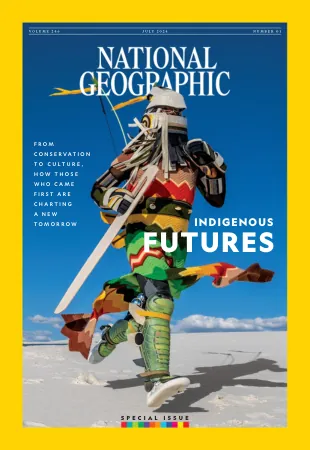 VOLUME 246 JULY 2024 NUMBER 01
NATIONAL
GEOGRAPHIC
FROM
CONSERVATION
TO CULTURE,
HOW THOSE
WHO CAME
FIRST ARE
CHARTING
A NEW
TOMORROW
INDIGENOUS
FUTURES
SPECIAL ISSUE